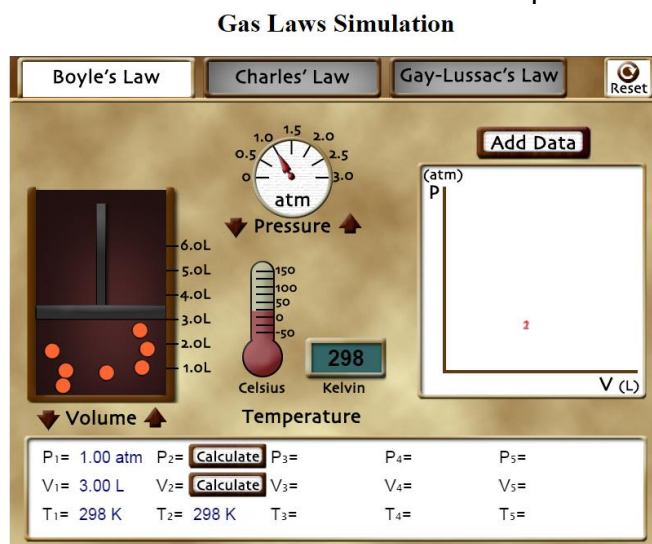 Gas Laws Simulation
Boyle's Law
Charles' Law
Gay-Lussac's Law
Reset
0
0.5
1.0
1.5
2.0
2.5
3.0
atm
Pressure
Add Data
(atm)
P
2
V (L)
6.0L
5.0L
4.0L
3.0L
2.0L
1.0L
Volume
150
100
50
0
-50
Celsius
298
Kelvin
Temperature
P1= 1.00 atm P2= Calculate P3= P4= P5=
V1= 3.00 L V2= Calculate V3= V4= V5=
T1= 298 K T2= 298 K T3= T4= T5=